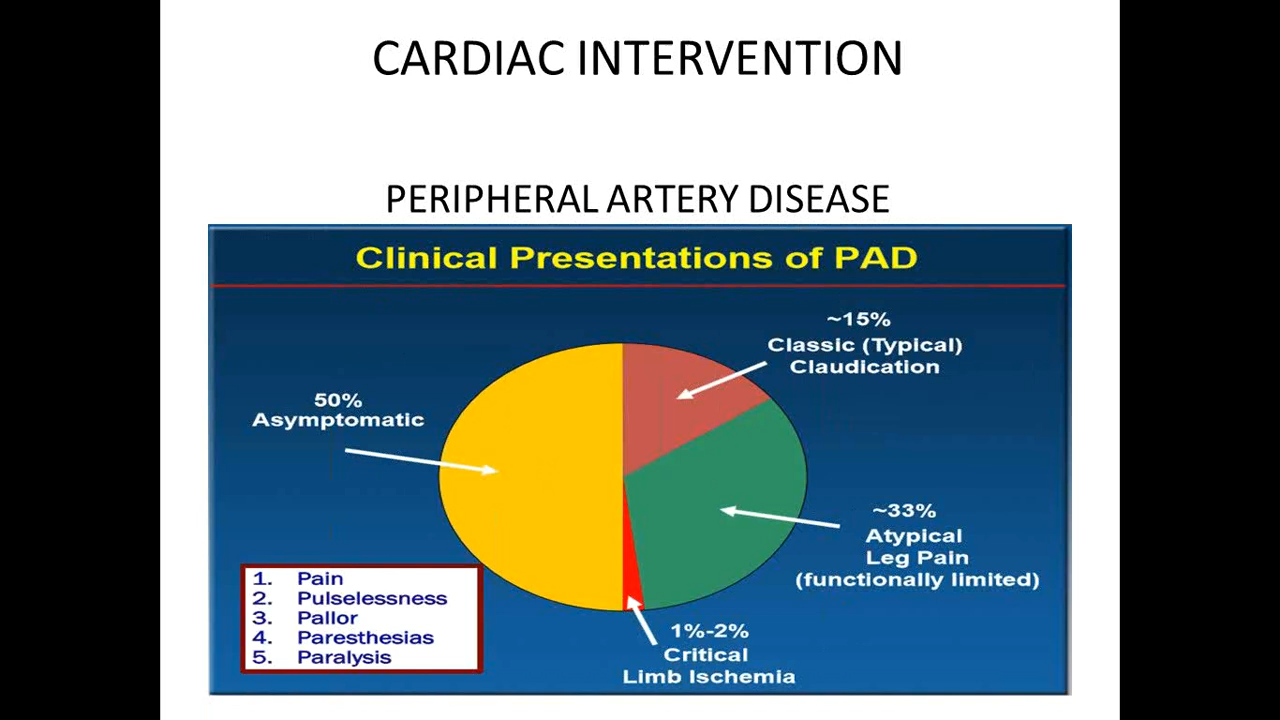 CARDIAC INTERVENTION
PERIPHERAL ARTERY DISEASE
Clinical Presentations of PAD
~15%
Classic (Typical)
Claudication
50%
Asymptomatic
~33%
Atypical
Leg Pain
(functionally limited)
1%-2%
Critical
Limb Ischemia
1. Pain
2. Pulselessness
3. Pallor
4. Paresthesias
5. Paralysis